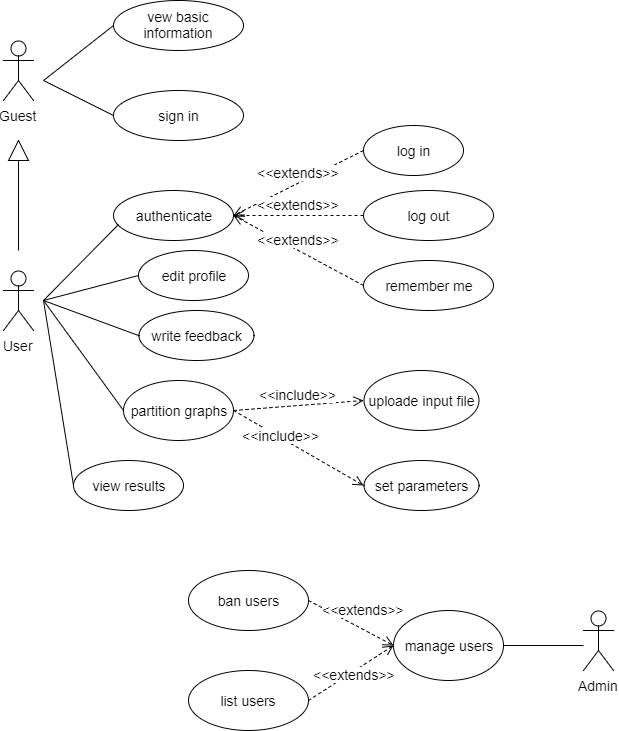 vew basic
information
Guest
sign in
log in
<<extends>>
authenticate
<<extends>>
log out
<<extends>>
edit profile
remember me
User
write feedback
<<include>>
partition graphs
uploade input file
<<include>>
view results
set parameters
ban users
<<extends>>
manage users
<<extends>>
Admin
list users